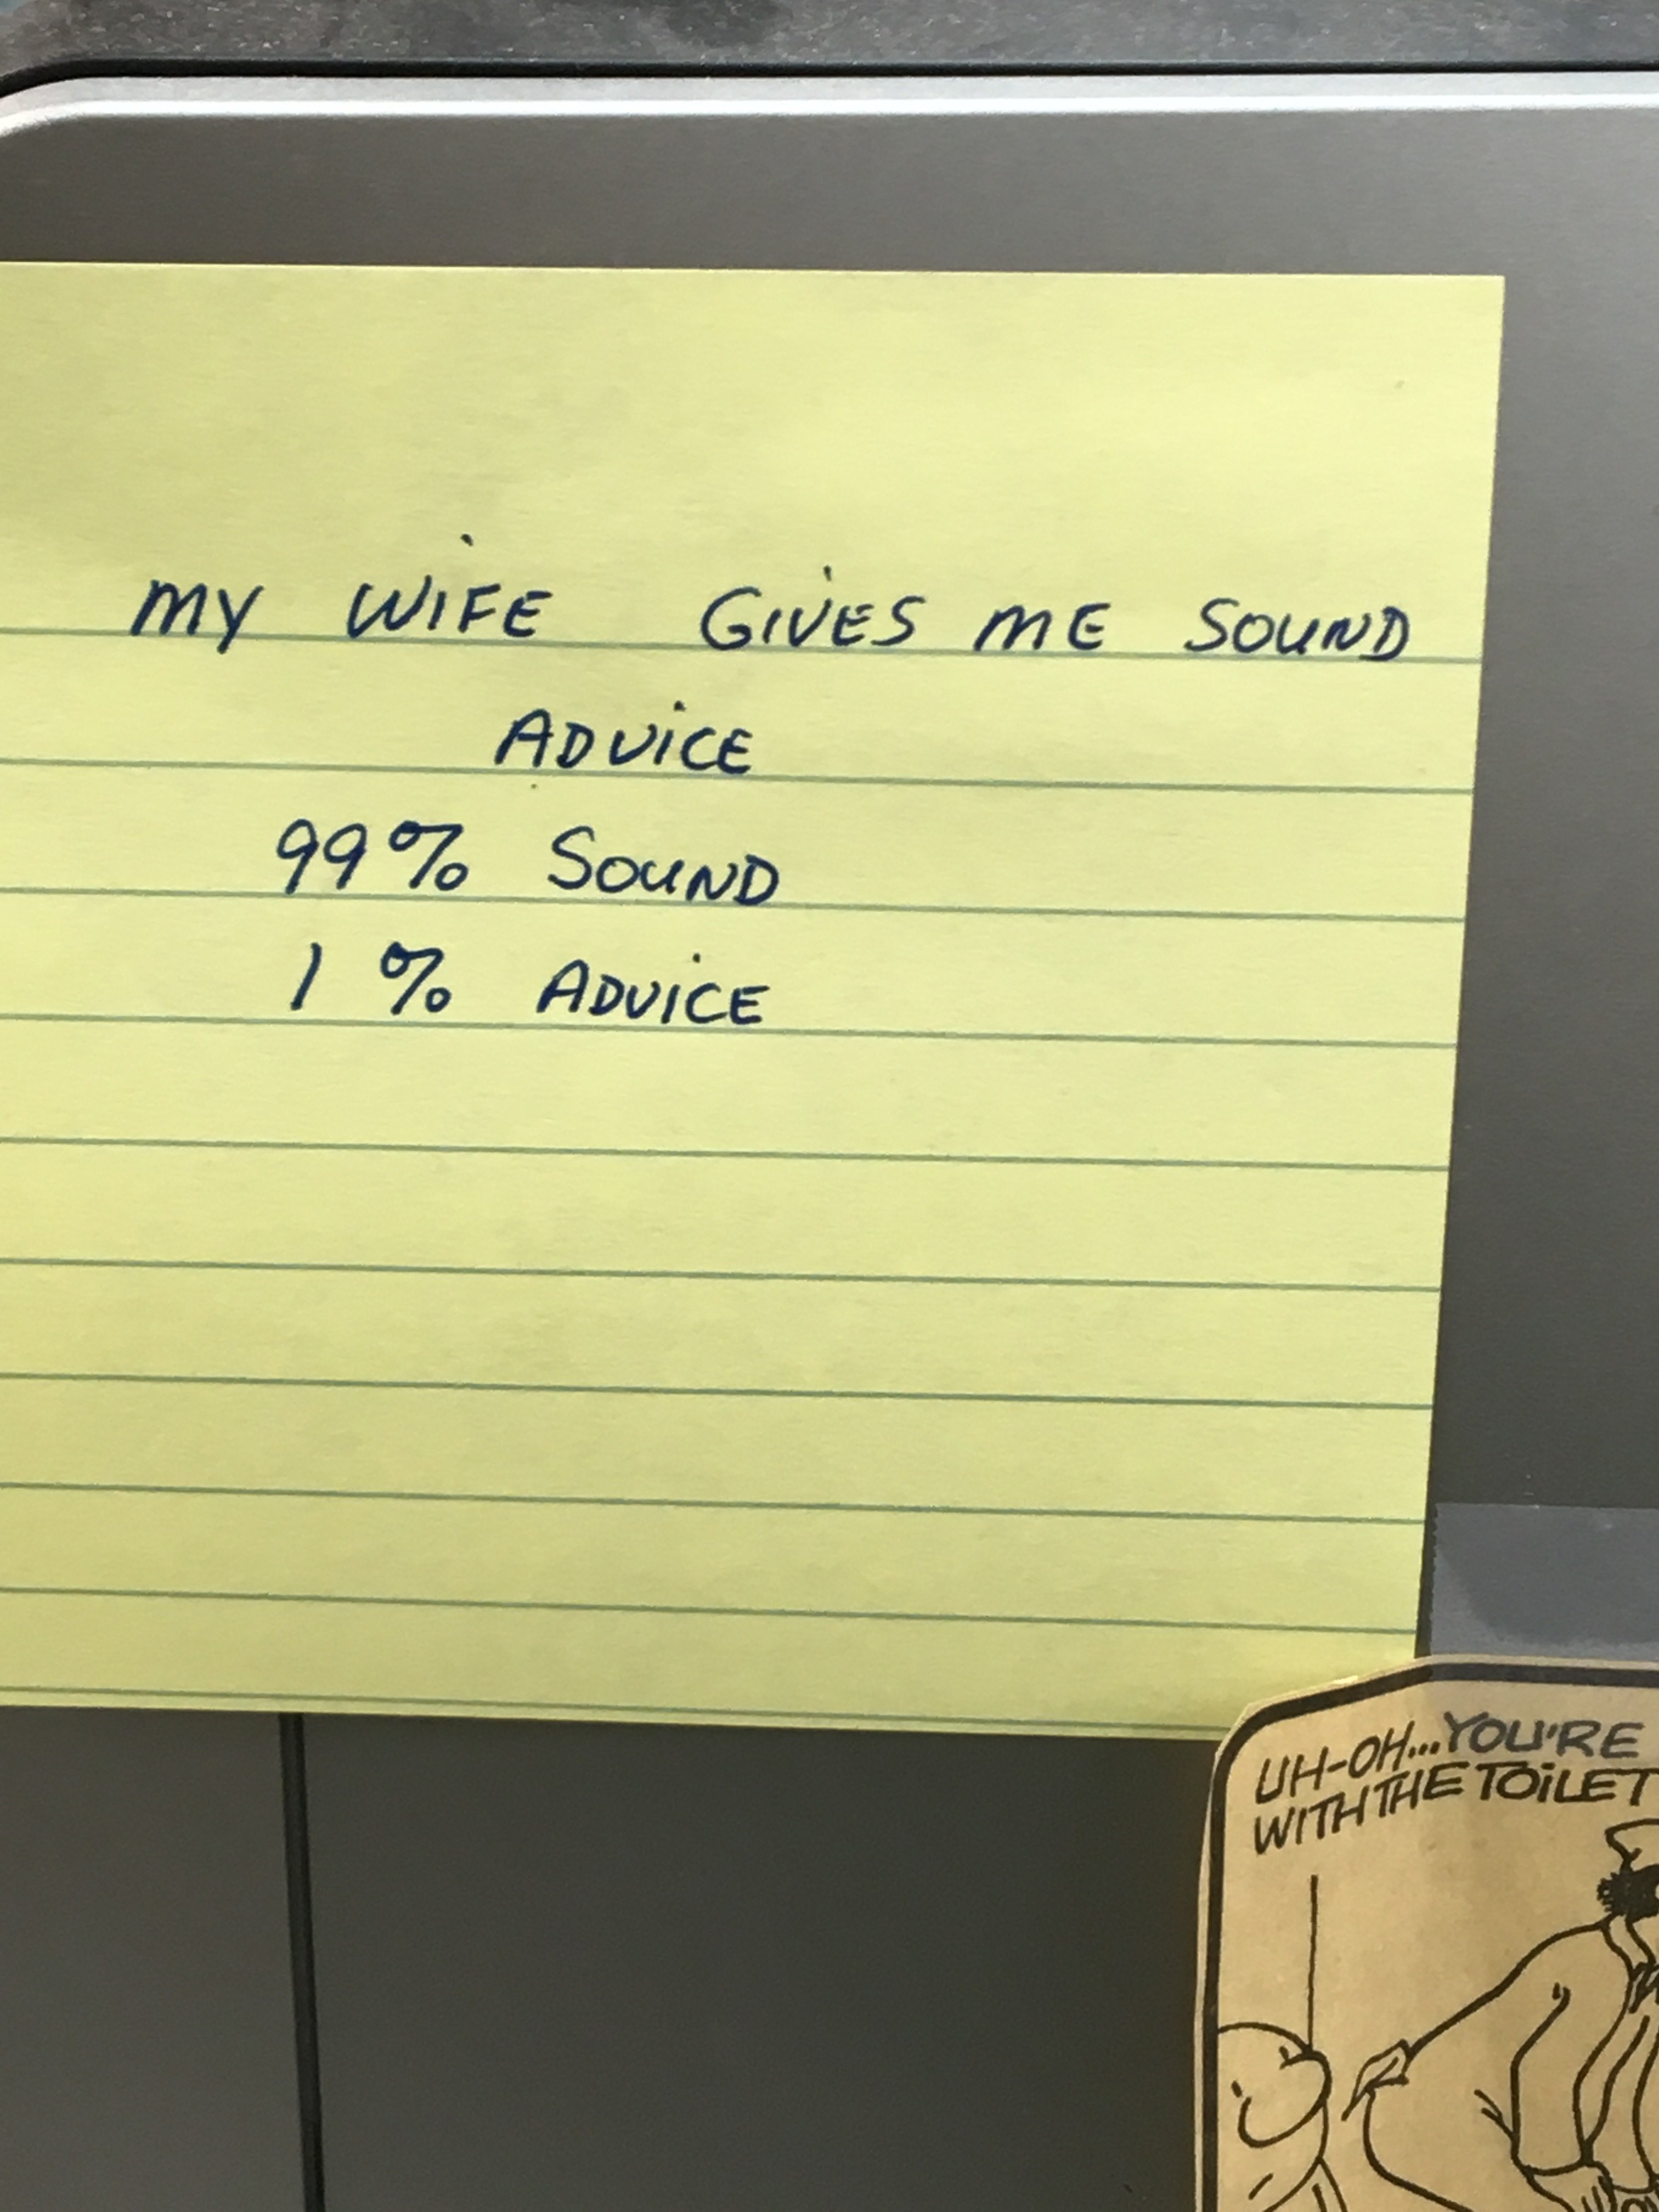 MY WIFE GIVES ME SOUND
ADVICE
99% SOUND
1% ADVICE
UH-OH...YOU'RE
WITH THE TOILET